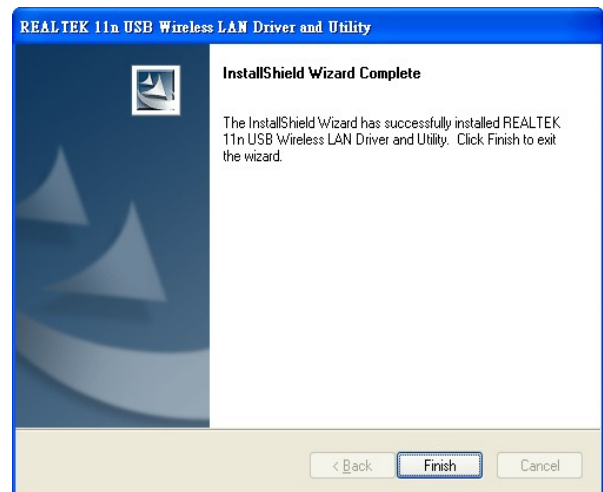 REALTEK 11n USB Wireless LAN Driver and Utility
InstallShield Wizard Complete
The InstallShield Wizard has successfully installed REALTEK
11n USB Wireless LAN Driver and Utility. Click Finish to exit
the wizard.
< Back
Finish
Cancel